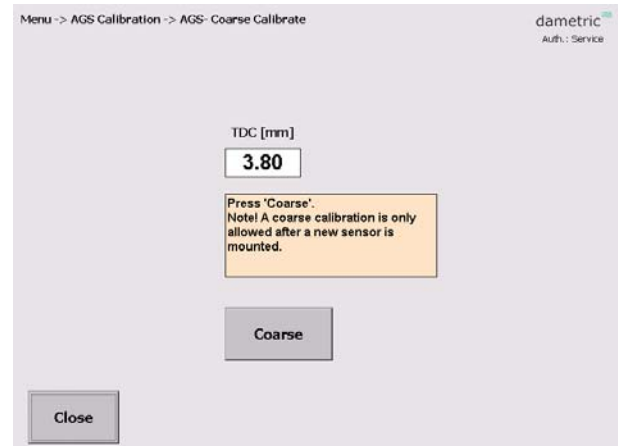 Menu -> AGS Calibration -> AGS- Coarse Calibrate
dametric
Auth.: Service
TDC [mm]
3.80
Press 'Coarse'.
Note! A coarse calibration is only
allowed after a new sensor is
mounted.
Coarse
Close